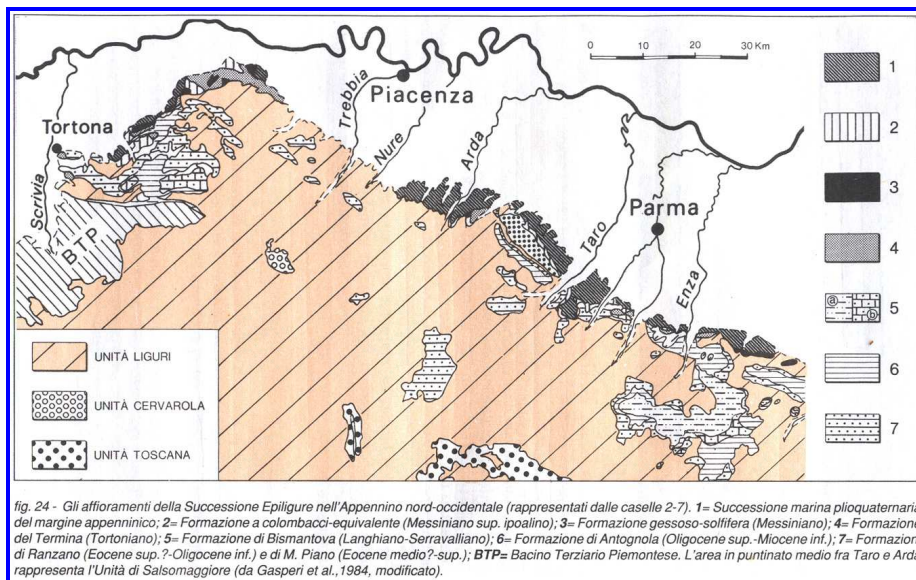 0 10 20 30 Km
Trebbia
Piacenza
Nure
Arda
Tortona
Scrivia
BTP
Taro
Parma
Enza
1
2
3
4
a
b
5
6
7
UNITÀ LIGURI
UNITÀ CERVAROLA
UNITÀ TOSCANA
fig. 24 - Gli affioramenti della Successione Epiligure nell'Appennino nord-occidentale (rappresentati dalle caselle 2-7). 1= Successione marina plioquaternaria
del margine appenninico; 2= Formazione a colombacci-equivalente (Messiniano sup. ipoalino); 3= Formazione gessoso-solfifera (Messiniano); 4= Formazione
del Termina (Tortoniano); 5= Formazione di Bismantova (Langhiano-Serravalliano); 6= Formazione di Antognola (Oligocene sup.-Miocene inf.); 7= Formazion
di Ranzano (Eocene sup.?-Oligocene inf.) e di M. Piano (Eocene medio?-sup.); BTP= Bacino Terziario Piemontese. L'area in puntinato medio fra Taro e Arda
rappresenta l'Unità di Salsomaggiore (da Gasperi et al.,1984, modificato).